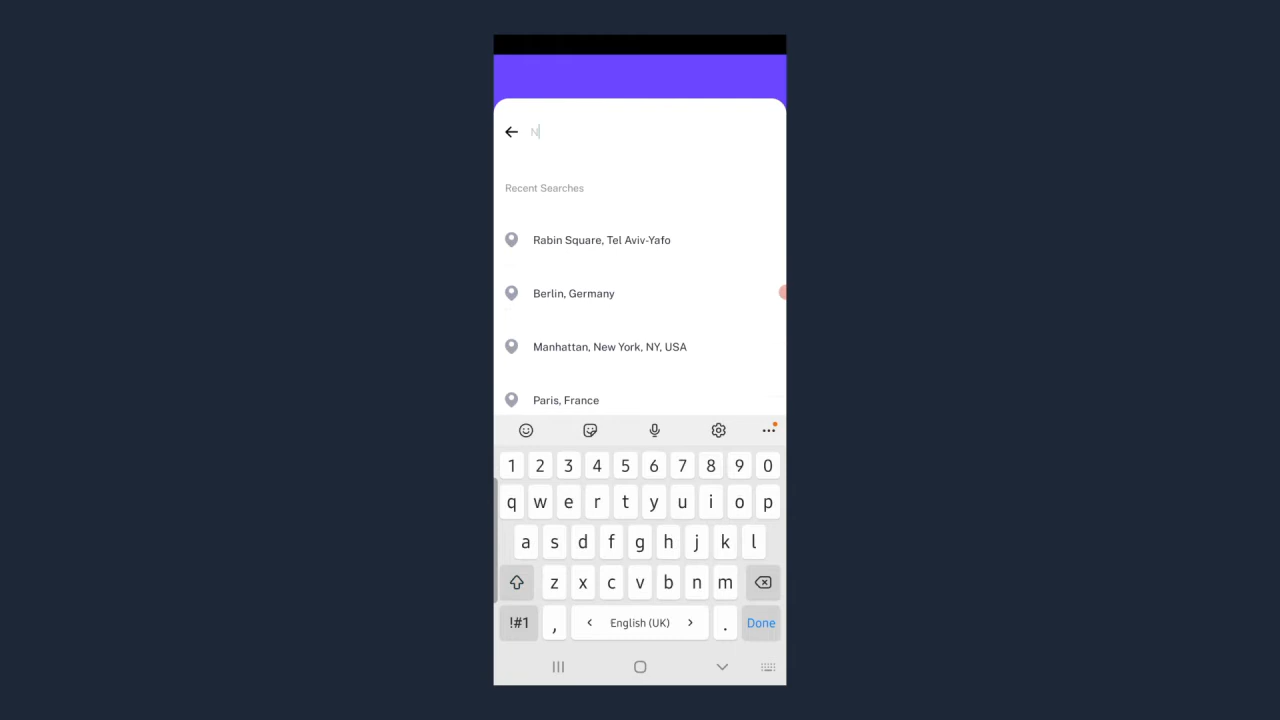 N
Recent Searches
Rabin Square, Tel Aviv-Yafo
Berlin, Germany
Manhattan, New York, NY, USA
Paris, France
1 2 3 4 5 6 7 8 9 0
q w e r t y u i o p
a s d f g h j k l
z x c v b n m
!#1 , < English (UK) > . Done